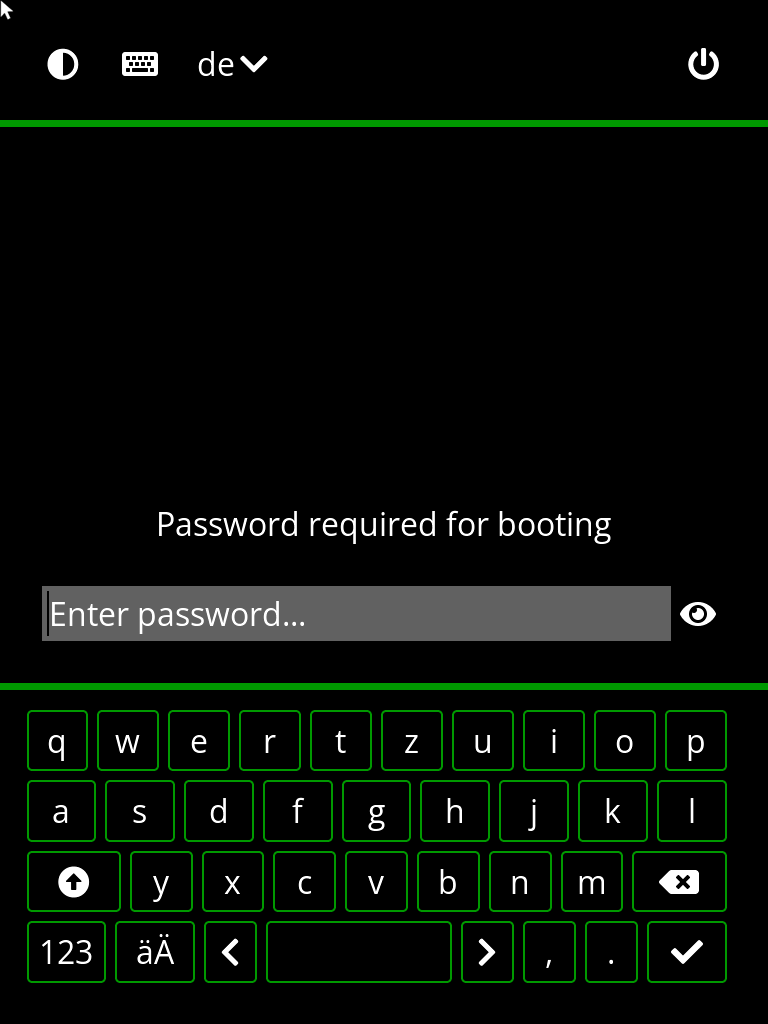 de
Password required for booting
Enter password...
q w e r t z u i o p
a s d f g h j k l
y x c v b n m
123 äÄ , .